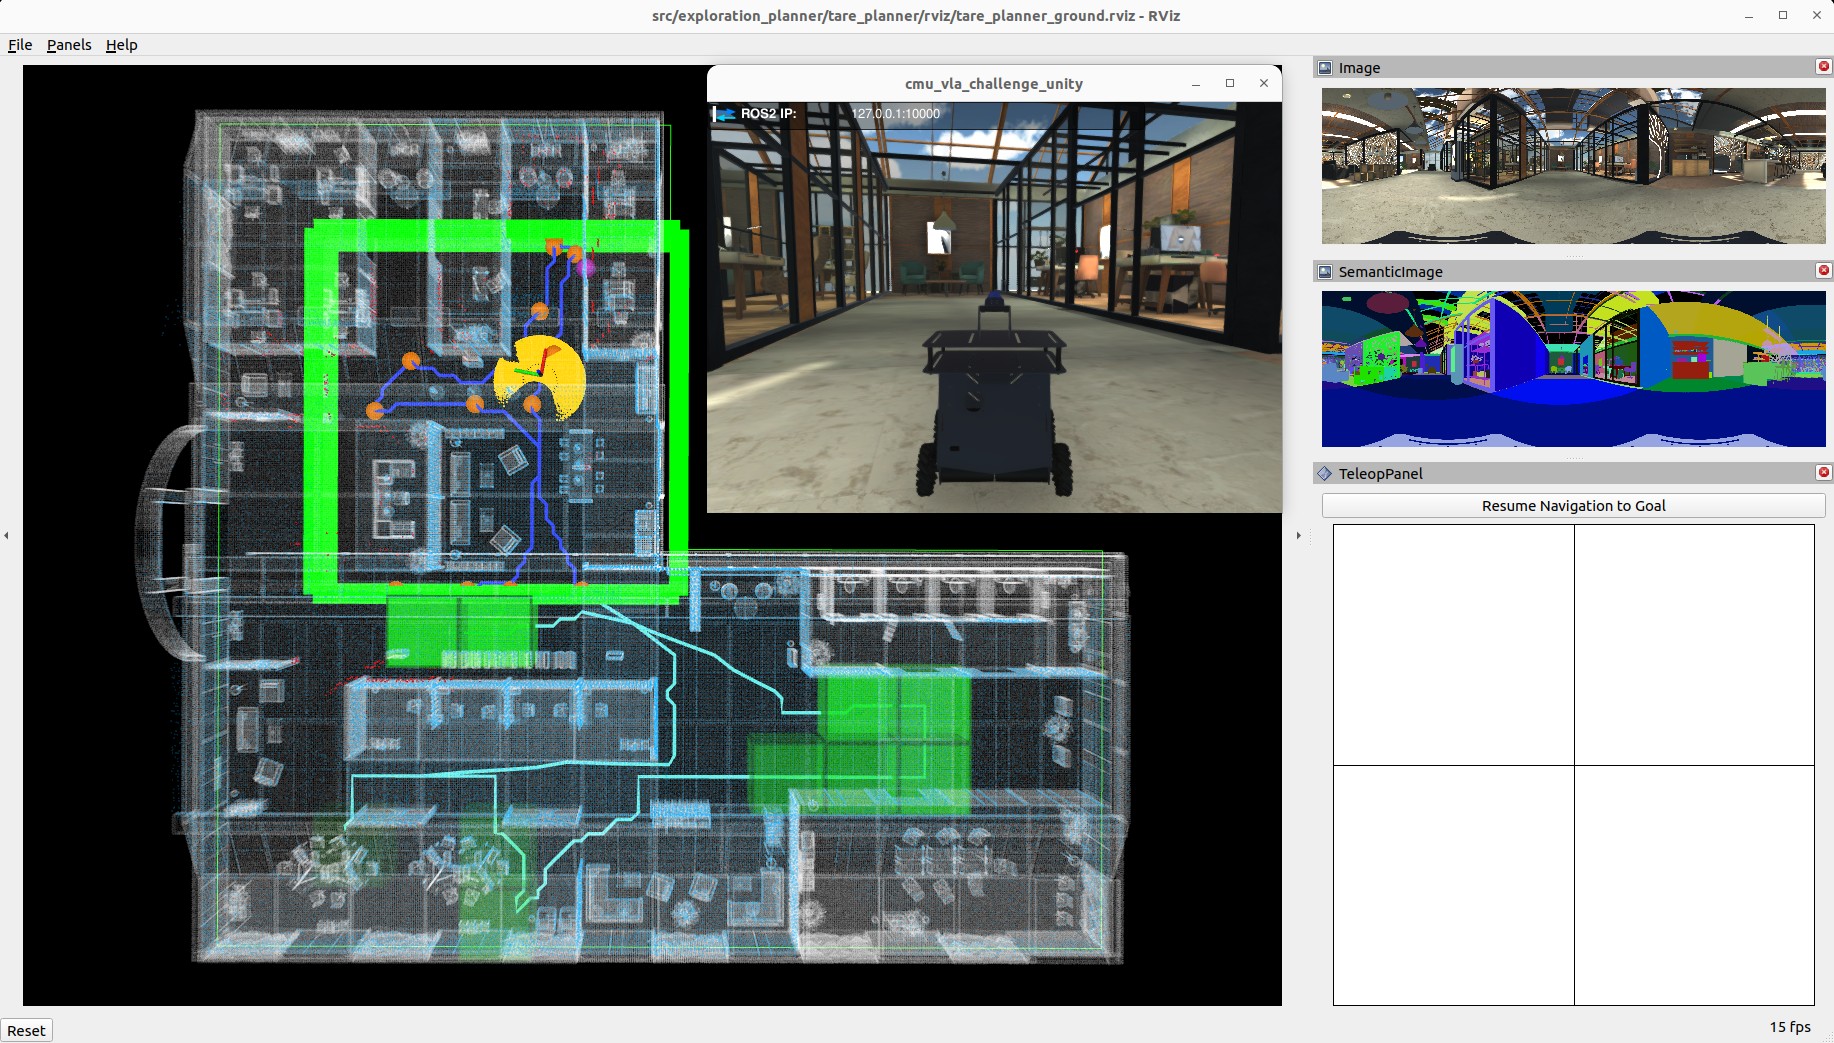 src/exploration_planner/tare_planner/rviz/tare_planner_ground.rviz - RViz
File Panels Help
cmu_vla_challenge_unity
ROS2 IP: 127.0.0.1:10000
Image
SemanticImage
TeleopPanel
Resume Navigation to Goal
Reset
15 fps